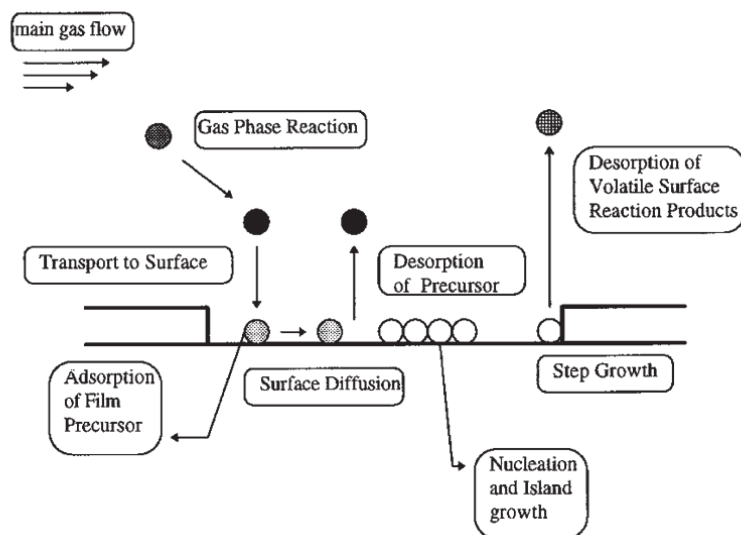 main gas flow
Gas Phase Reaction
Desorption of
Volatile Surface
Reaction Products
Transport to Surface
Desorption
of Precursor
Adsorption
of Film
Precursor
Surface Diffusion
Step Growth
Nucleation
and Island
growth